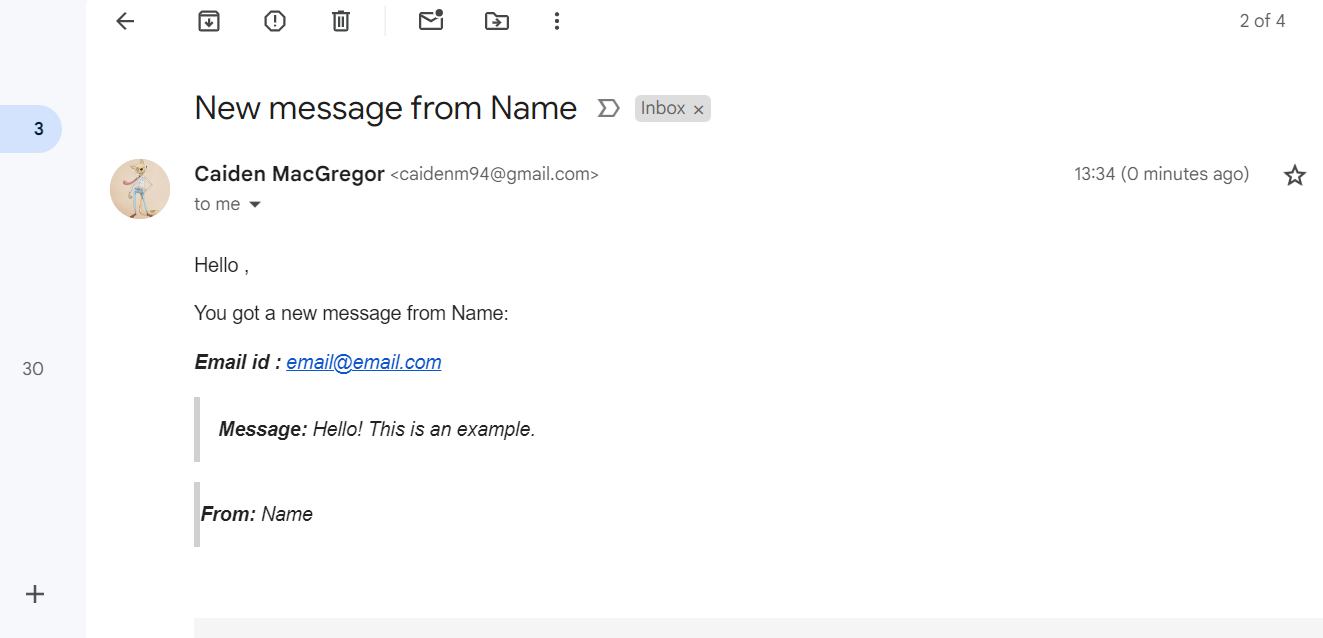 2 of 4
New message from Name
Inbox ×
3
Caiden MacGregor <caidenm94@gmail.com>
13:34 (0 minutes ago)
to me
Hello ,
You got a new message from Name:
Email id : email@email.com
30
Message: Hello! This is an example.
From: Name